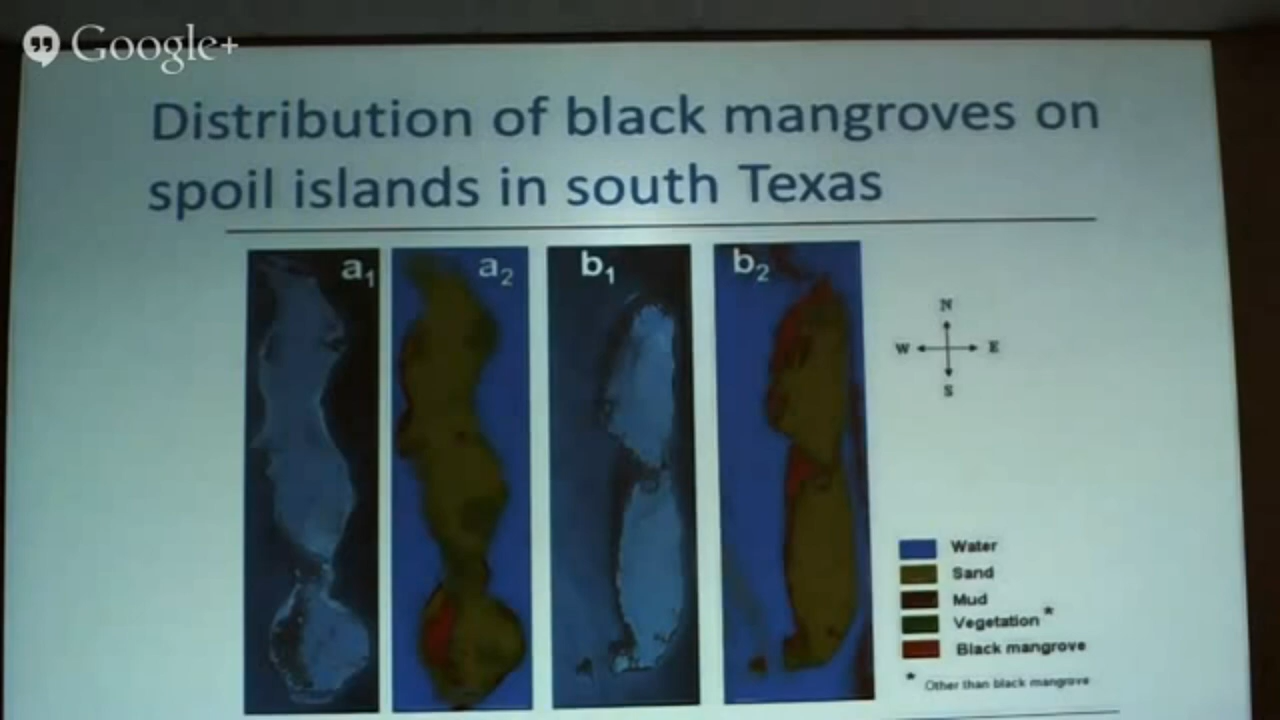 Google+
Distribution of black mangroves on
spoil islands in south Texas
a1
a2
b1
b2
N
W
E
S
Water
Sand
Mud
Vegetation *
Black mangrove
* Other than black mangrove